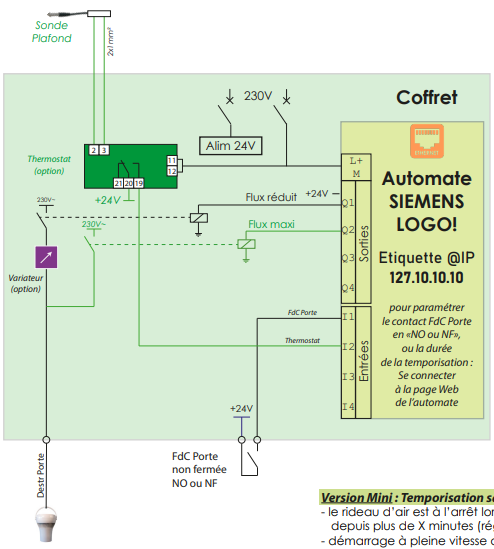 Sonde
Plafond
2x1mm²
230V
Coffret
Alim 24V
Thermostat
(option)
2 3
11
12
21 20 19
+24V
L+
M
Automate
SIEMENS
LOGO!
Etiquette @IP
127.10.10.10
230V~
Flux réduit
+24V
Q1
230V~
Flux maxi
Q2
Q3
Q4
Sorties
Variateur
(option)
pour paramétrer
le contact FdC Porte
en «NO ou NF»,
ou la durée
de la temporisation :
Se connecter
à la page Web
de l'automate
FdC Porte
I1
Thermostat
I2
I3
I4
Entrées
+24V
Destr Porte
FdC Porte
non fermée
NO ou NF
Version Mini : Temporisation s
- le rideau d'air est à l'arrêt lor
depuis plus de X minutes (rég
- démarrage à pleine vitesse